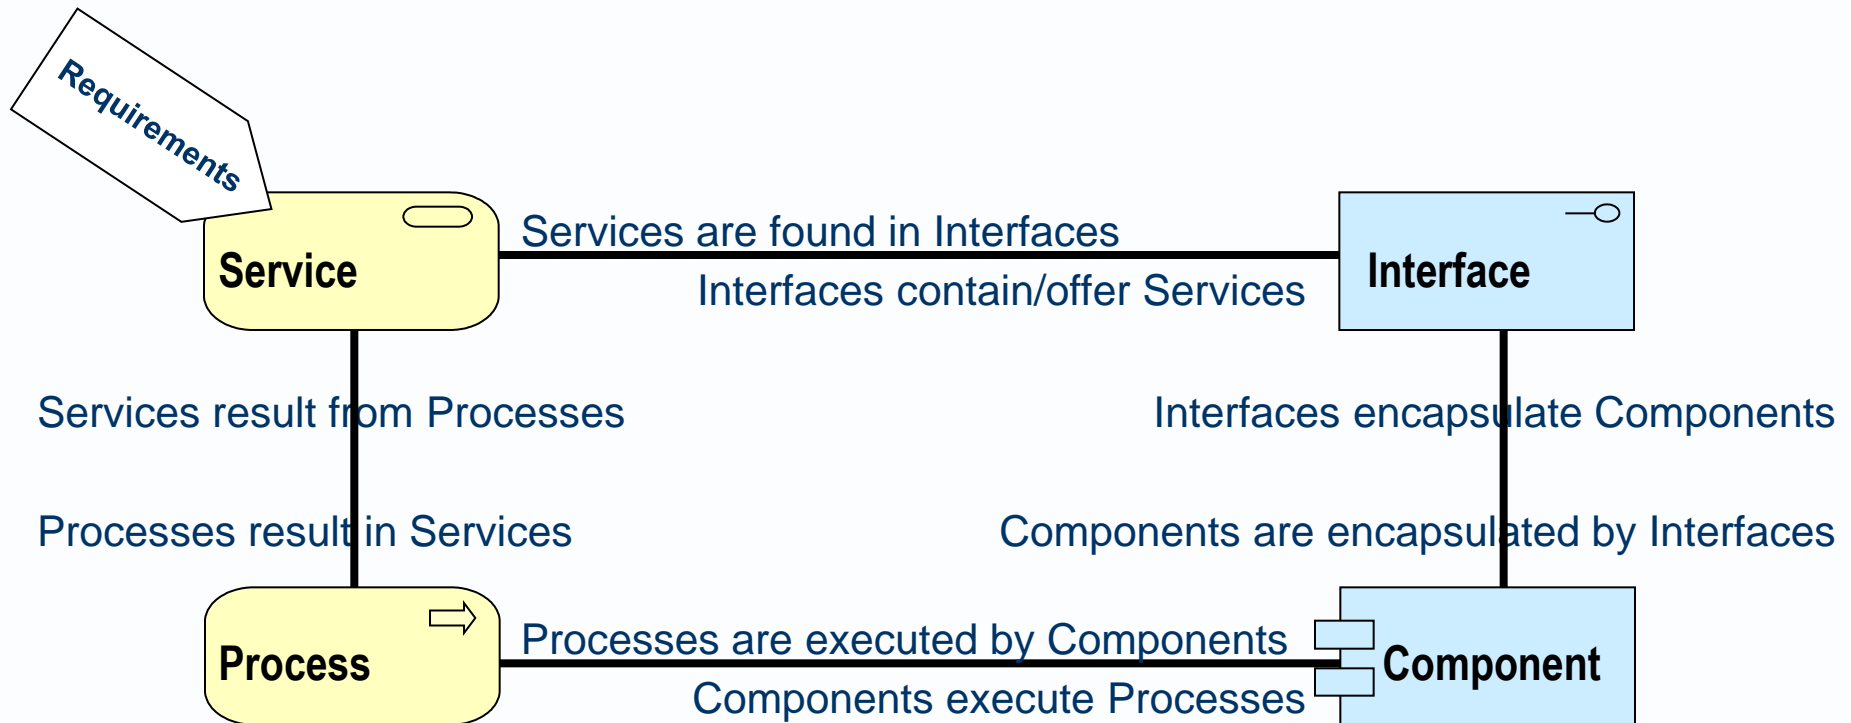 Requirements
Service
Services are found in Interfaces
Interfaces contain/offer Services
Interface
Services result from Processes
Interfaces encapsulate Components
Processes result in Services
Components are encapsulated by Interfaces
Process
Processes are executed by Components
Components execute Processes
Component